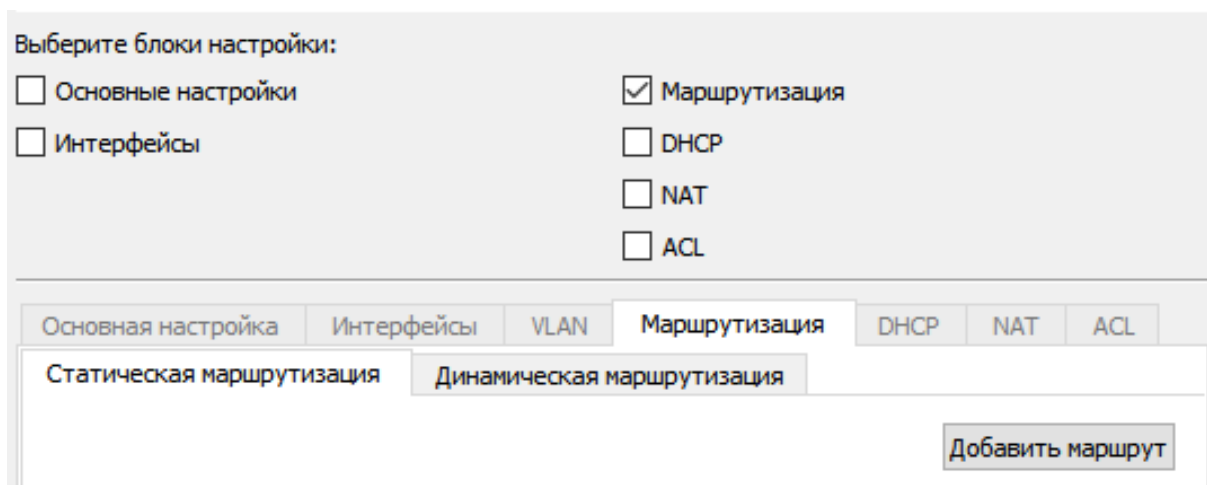 Выберите блоки настройки:
Основные настройки
Маршрутизация
Интерфейсы
DHCP
NAT
ACL
Основная настройка Интерфейсы VLAN Маршрутизация DHCP NAT ACL
Статическая маршрутизация Динамическая маршрутизация
Добавить маршрут